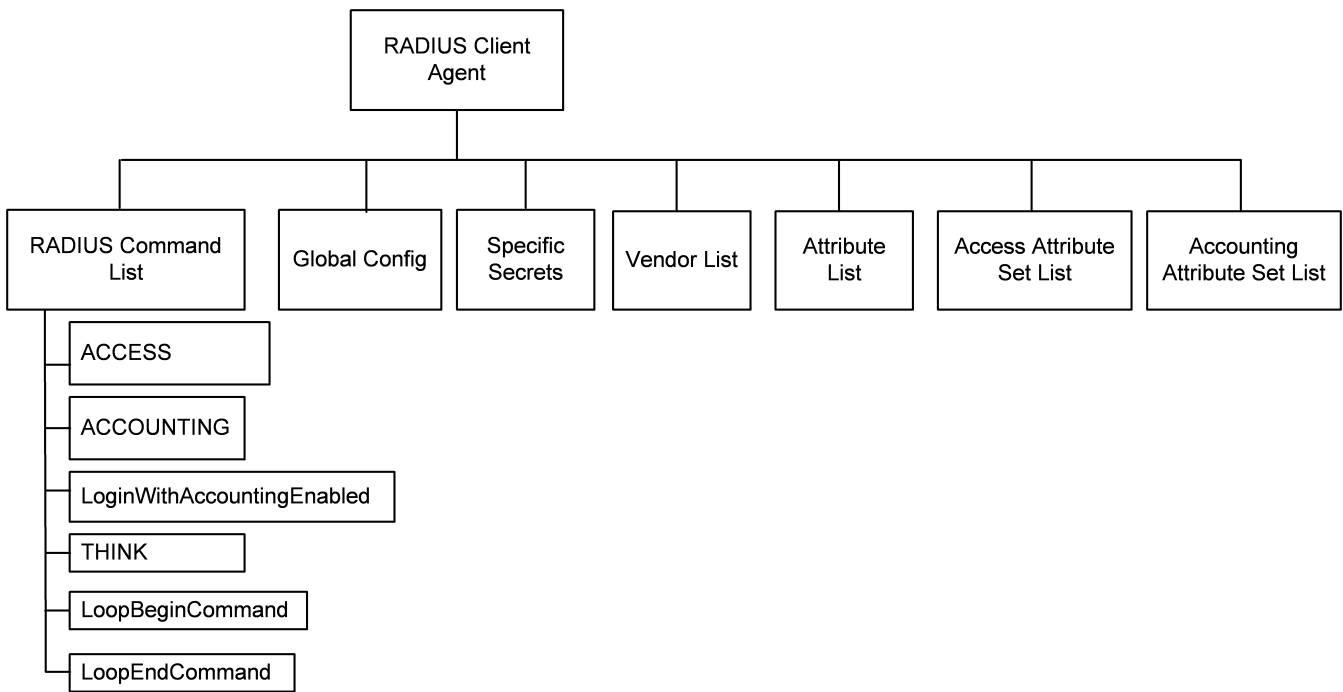 RADIUS Client
Agent
RADIUS Command
List
Global Config
Specific
Secrets
Vendor List
Attribute
List
Access Attribute
Set List
Accounting
Attribute Set List
ACCESS
ACCOUNTING
LoginWithAccountingEnabled
THINK
LoopBeginCommand
LoopEndCommand